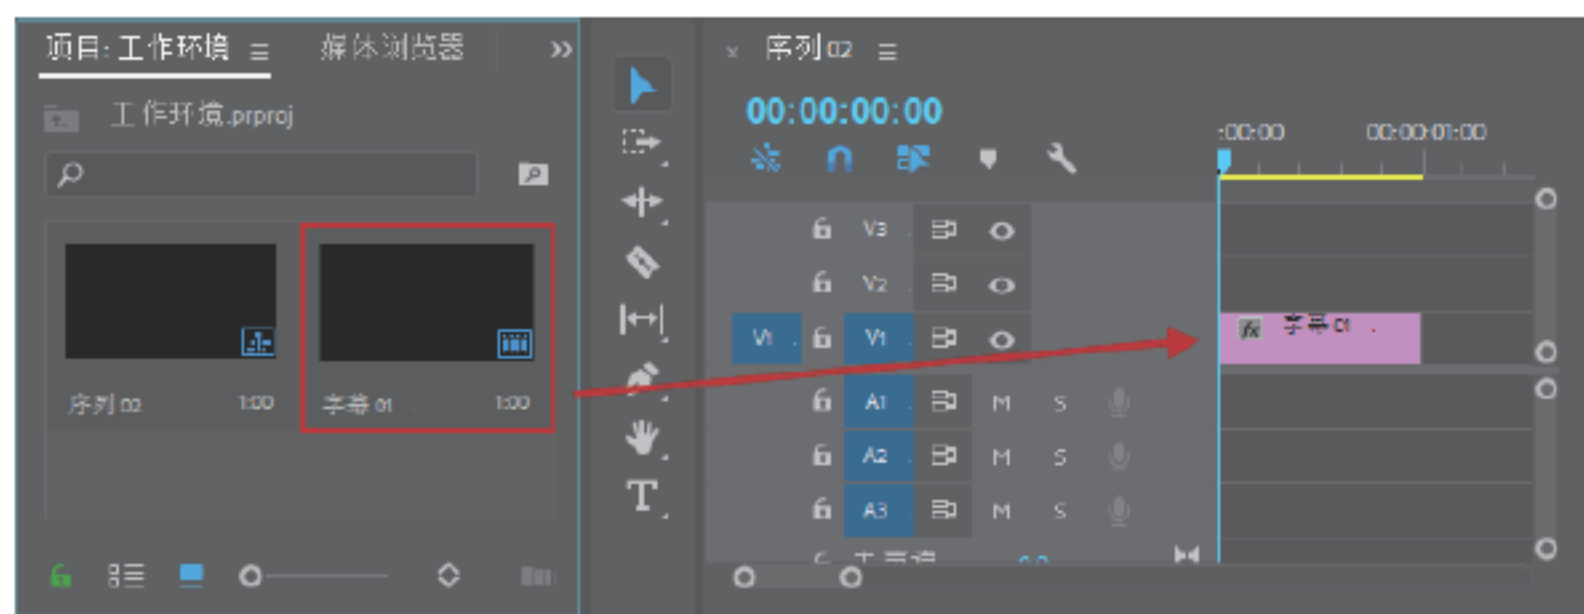 项目: 工作环境
媒体浏览器
工作环境.prproj
序列 02 1:00
字幕 01 1:00
T
× 序列 02
00:00:00:00
:00:00 00:00:01:00
V3
V2
V1 V1
fx 字幕 01
A1 M S
A2 M S
A3 M S